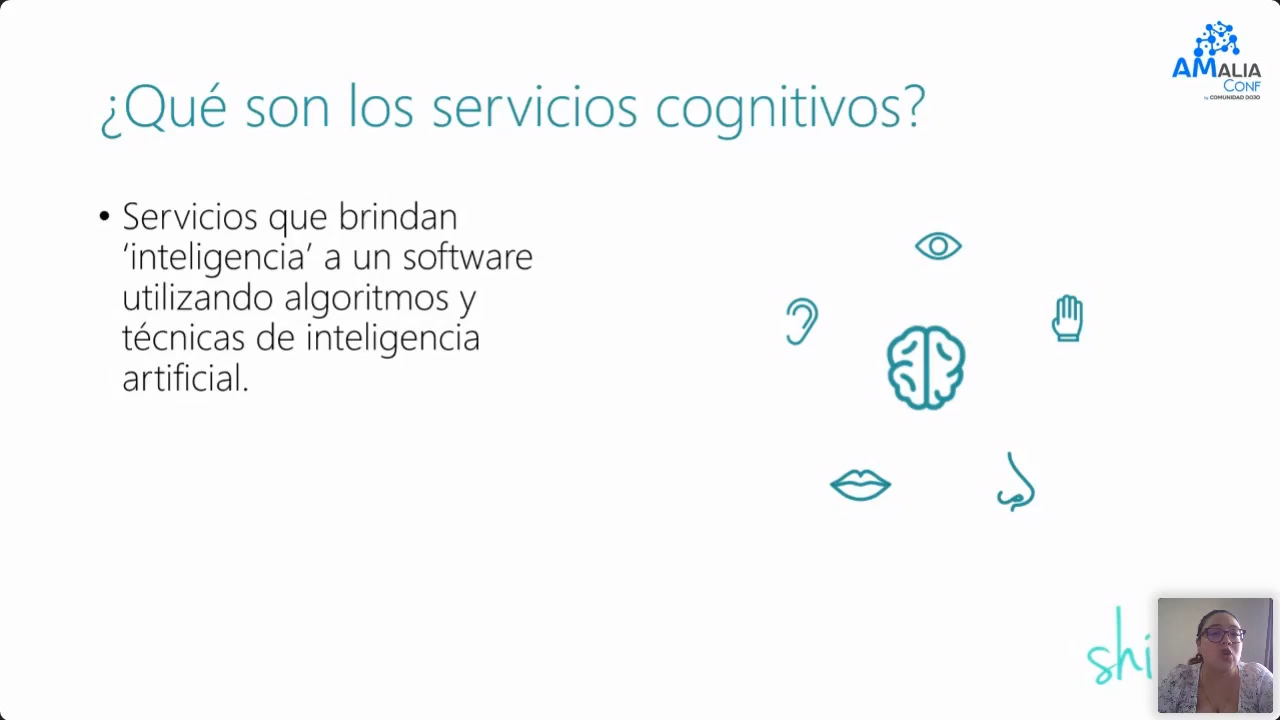 AMALIA
CONF
by COMUNIDAD DOJO
¿Qué son los servicios cognitivos?
• Servicios que brindan
‘inteligencia’ a un software
utilizando algoritmos y
técnicas de inteligencia
artificial.
shi